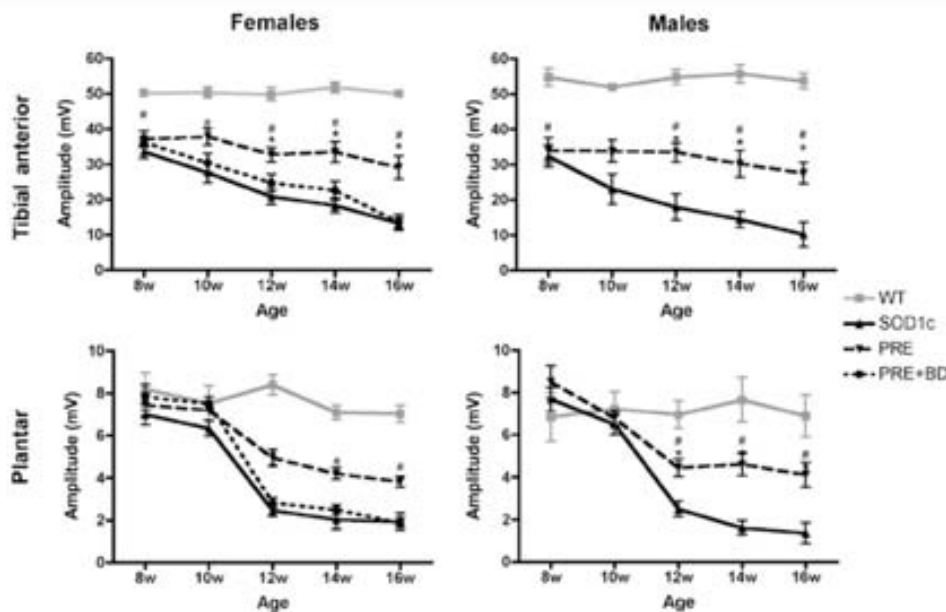 Females
Males
Tibial anterior
Amplitude (mV)
60
50
40
30
20
10
0
#
#
#
*
#
*
#
*
8w
10w
12w
14w
16w
Age
Amplitude (mV)
60
50
40
30
20
10
0
#
#
*
#
*
#
*
8w
10w
12w
14w
16w
Age
WT
SOD1c
PRE
PRE+BD
Plantar
Amplitude (mV)
10
8
6
4
2
0
#
#
8w
10w
12w
14w
16w
Age
Amplitude (mV)
10
8
6
4
2
0
#
*
#
*
#
8w
10w
12w
14w
16w
Age